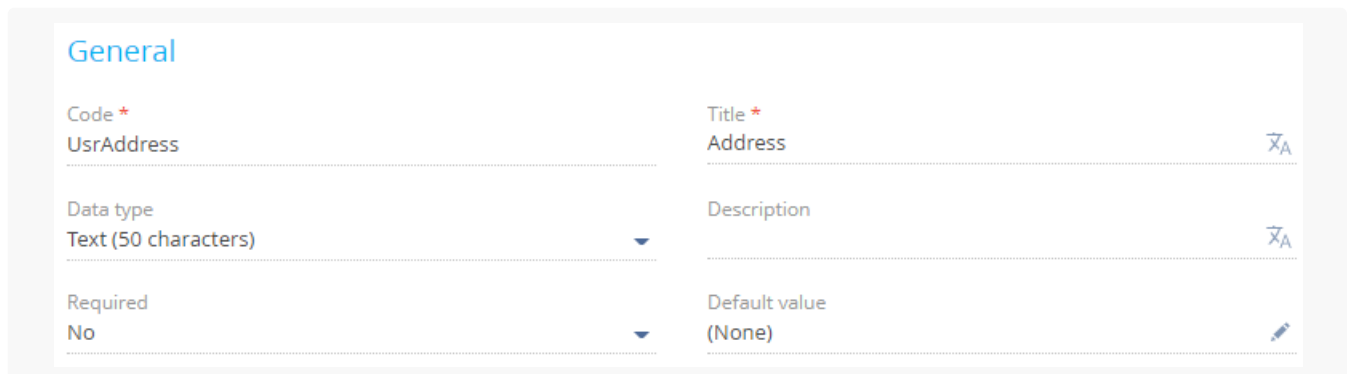 General
Code *
Title *
UsrAddress
Address
Data type
Description
Text (50 characters)
Required
Default value
No
(None)